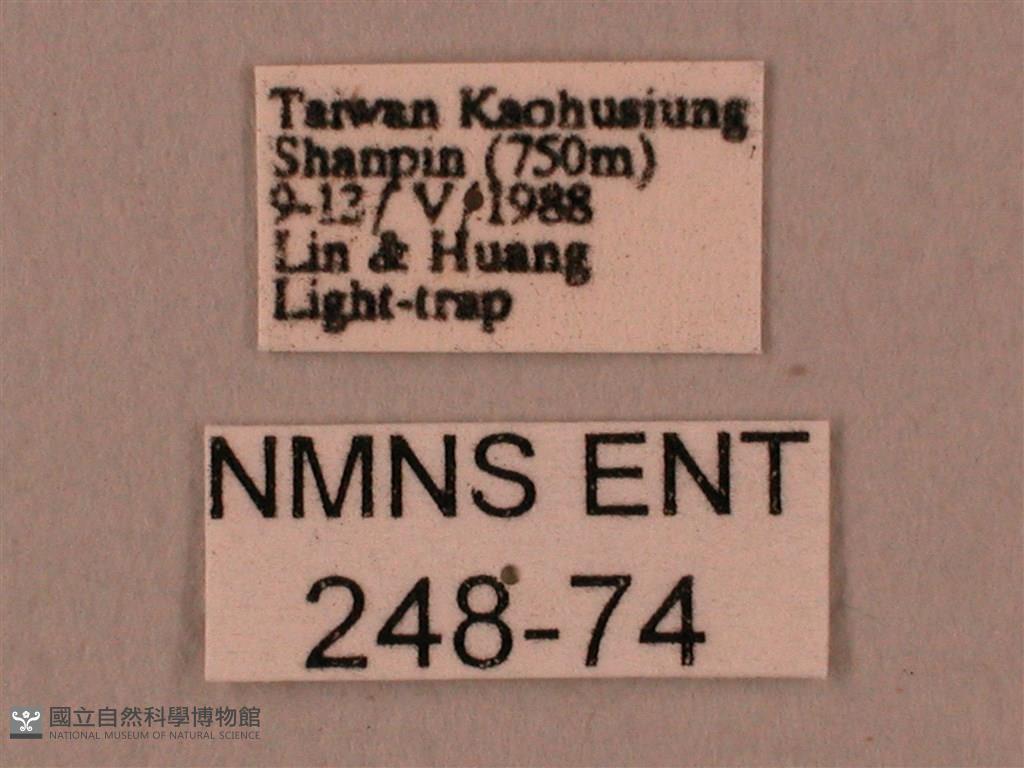 Taiwan Kaohusiung
Shanpin (750m)
9-13/ V/1988
Lin & Huang
Light-trap
NMNS ENT
248-74
國立自然科學博物館
NATIONAL MUSEUM OF NATURAL SCIENCE